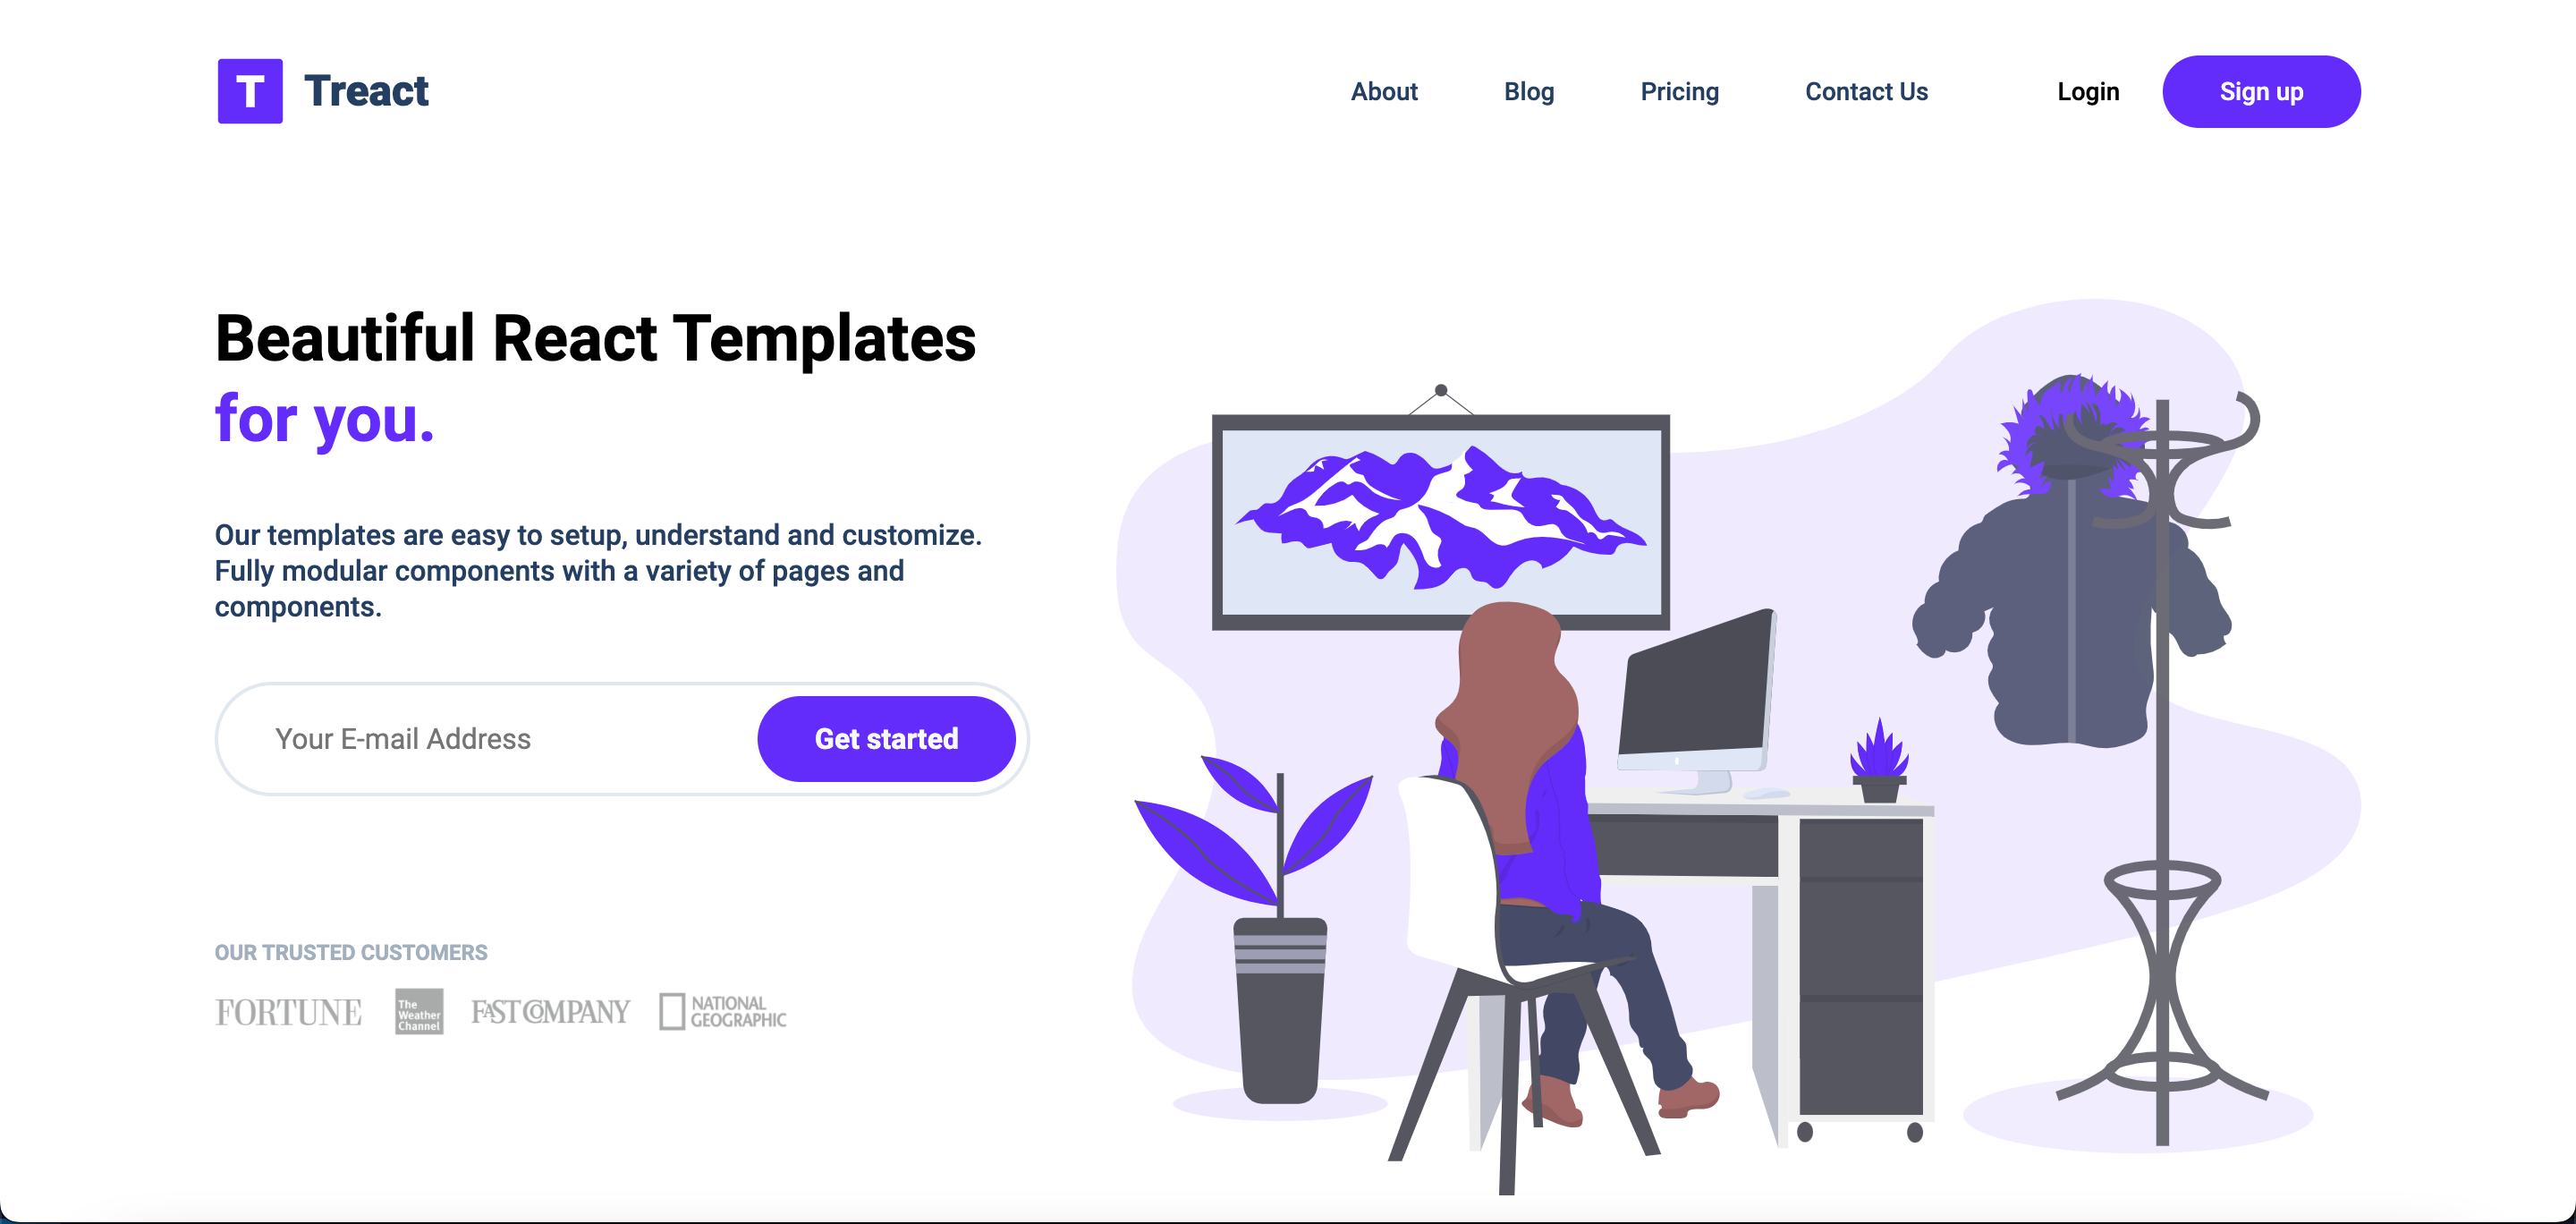 T
Treact
About
Blog
Pricing
Contact Us
Login
Sign up
Beautiful React Templates
for you.
Our templates are easy to setup, understand and customize.
Fully modular components with a variety of pages and
components.
Your E-mail Address
Get started
OUR TRUSTED CUSTOMERS
FORTUNE
The
Weather
Channel
FAST COMPANY
NATIONAL
GEOGRAPHIC